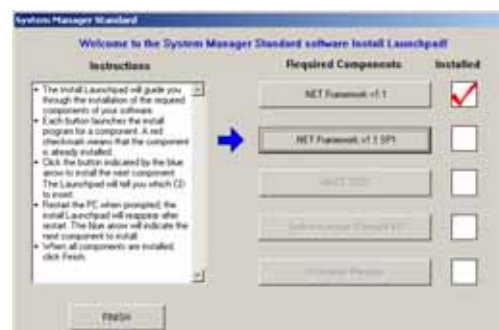 System Manager Standard
Welcome to the System Manager Standard software Install Launchpad!
Instructions
Required Components
Installed
• The Install Launchpad will guide you
through the installation of the required
components of your software.
• Each button launches the install
program for a component. A red
checkmark means that the component
is already installed.
• Click the button indicated by the blue
arrow to install the next component.
The Launchpad will tell you which CD
to insert.
• Restart the PC when prompted; the
install Launchpad will reappear after
restart. The blue arrow will indicate the
next component to install.
• When all components are installed,
click Finish.
.NET Framework v1.1
.NET Framework v1.1 SP1
FINISH